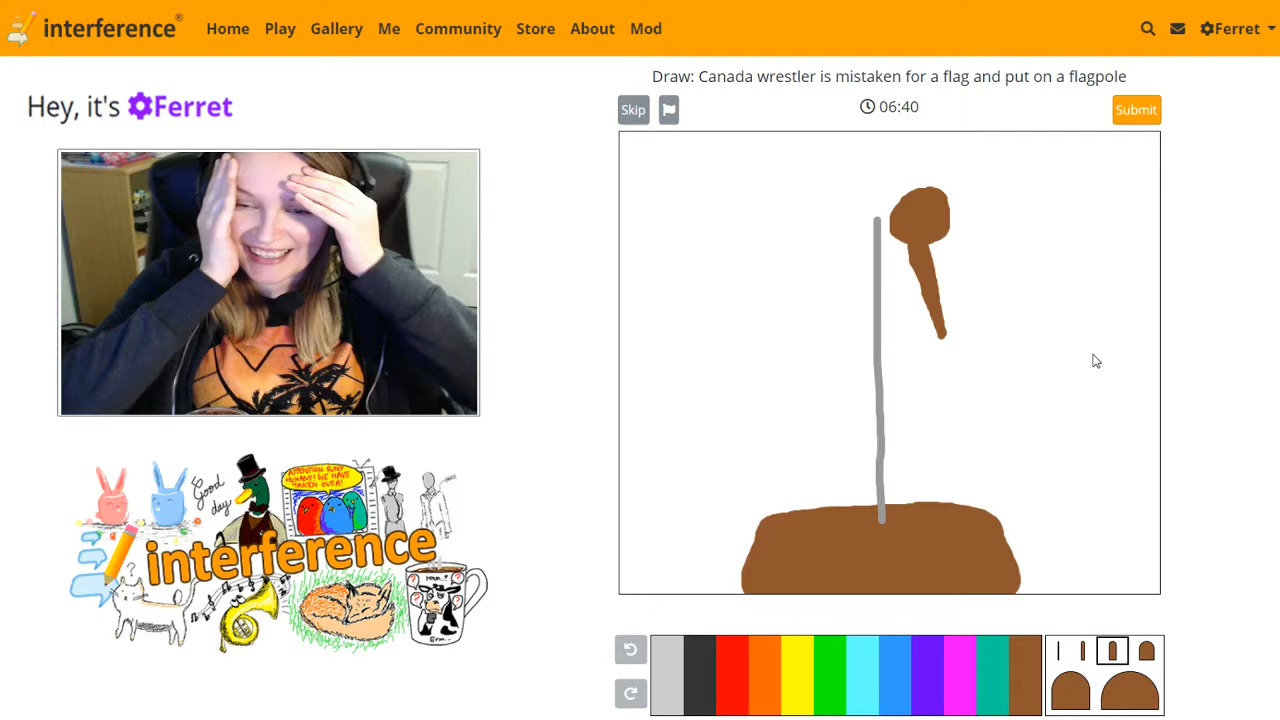 interference®
Home Play Gallery Me Community Store About Mod
Ferret
Hey, it's Ferret
Draw: Canada wrestler is mistaken for a flag and put on a flagpole
Skip
06:40
Submit
Good
day
ATTENTION PUNY
HUMANS! WE HAVE
TAKEN OVER!
interference
?
? ?
Erm...